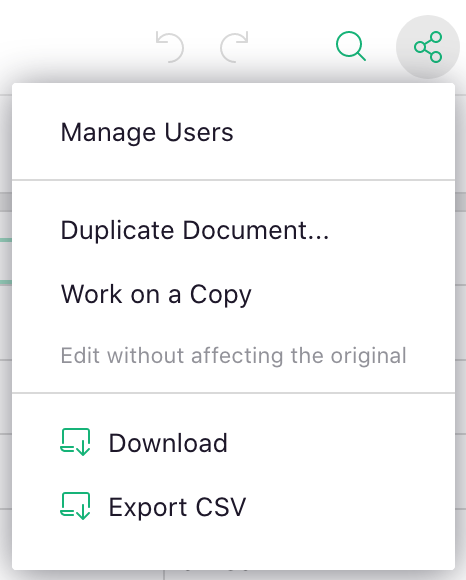 Manage Users
Duplicate Document...
Work on a Copy
Edit without affecting the original
Download
Export CSV